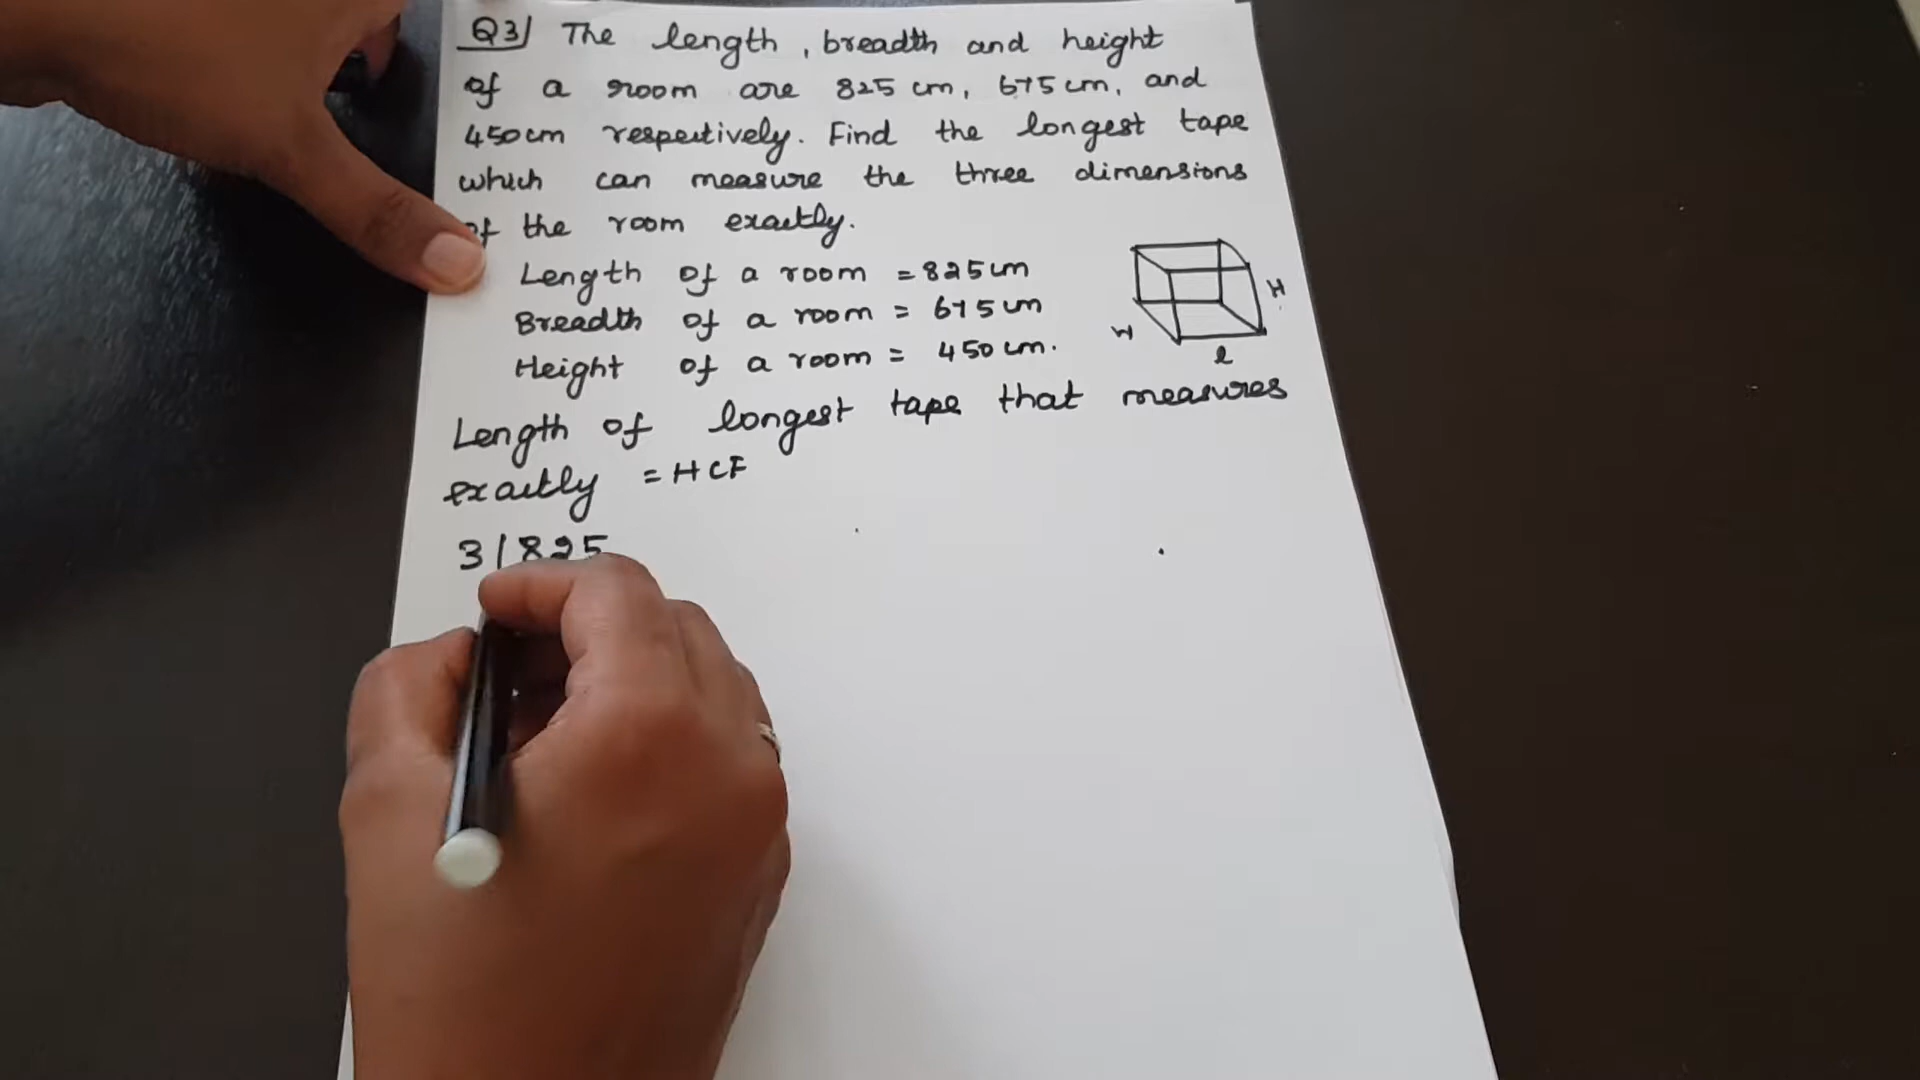 Q3/ The length, breadth and height
of a room are 825 cm, 675 cm, and
450cm respectively. Find the longest tape
which can measure the three dimensions
of the room exactly.
Length of a room = 825 cm
Breadth of a room = 675 cm
Height of a room = 450 cm.
H
W
l
Length of longest tape that measures
exactly = HCF
3 | 825